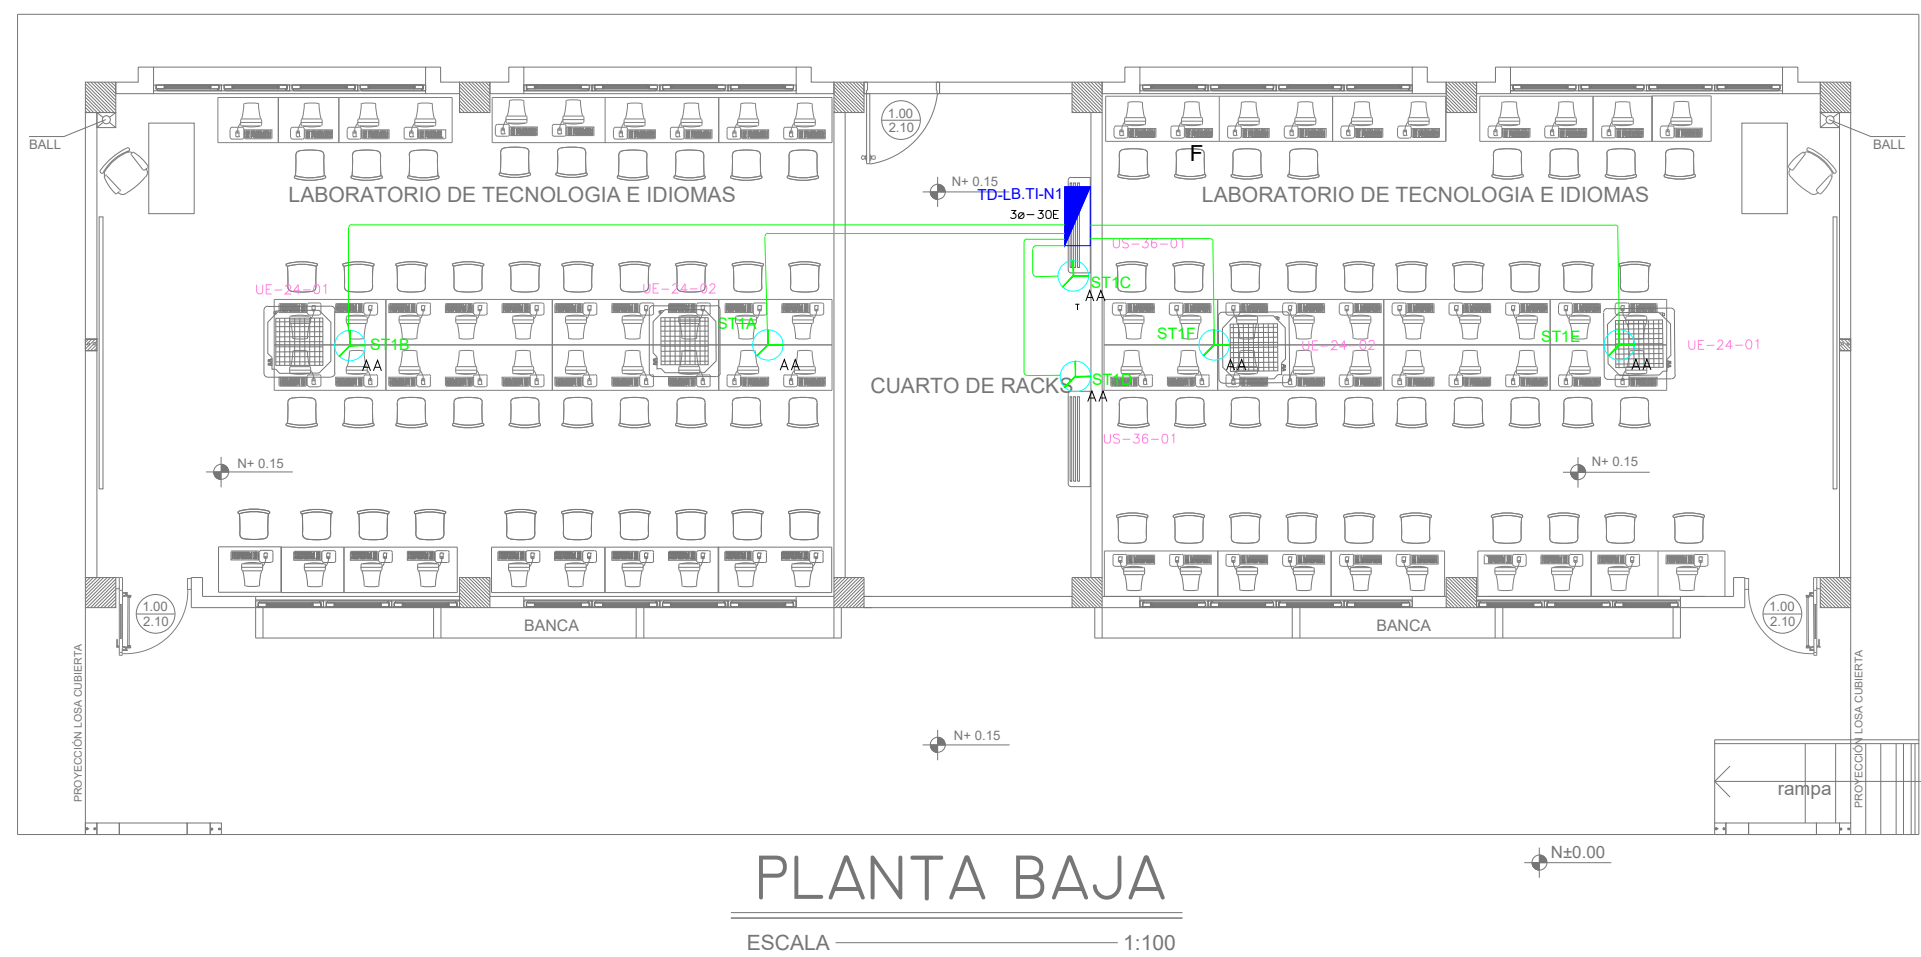 1.00
2.10
BALL
BALL
F
LABORATORIO DE TECNOLOGIA E IDIOMAS
N+ 0.15
TD-LB.TI-N1
3ø-30E
LABORATORIO DE TECNOLOGIA E IDIOMAS
US-36-01
UE-24-01
UE-24-02
ST1C
AA
T
ST1A
ST1B
AA
AA
ST1F
AA
UE-24-02
ST1E
AA
UE-24-01
CUARTO DE RACKS
ST1D
AA
US-36-01
N+ 0.15
N+ 0.15
1.00
2.10
BANCA
BANCA
1.00
2.10
PROYECCIÓN LOSA CUBIERTA
PROYECCIÓN LOSA CUBIERTA
N+ 0.15
rampa
N±0.00
PLANTA BAJA
ESCALA 1:100